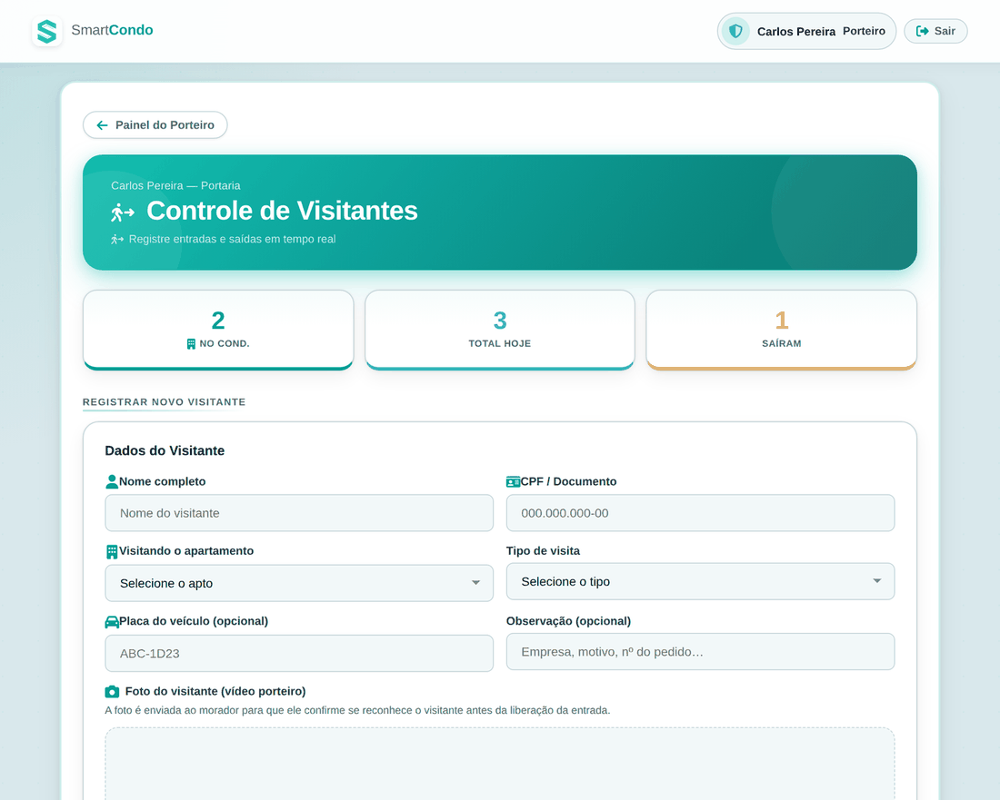 SmartCondo
Carlos Pereira Porteiro
Sair
Painel do Porteiro
Carlos Pereira — Portaria
Controle de Visitantes
Registre entradas e saídas em tempo real
2
NO COND.
3
TOTAL HOJE
1
SAÍRAM
REGISTRAR NOVO VISITANTE
Dados do Visitante
Nome completo
Nome do visitante
CPF / Documento
000.000.000-00
Visitando o apartamento
Selecione o apto
Tipo de visita
Selecione o tipo
Placa do veículo (opcional)
ABC-1D23
Observação (opcional)
Empresa, motivo, nº do pedido…
Foto do visitante (vídeo porteiro)
A foto é enviada ao morador para que ele confirme se reconhece o visitante antes da liberação da entrada.